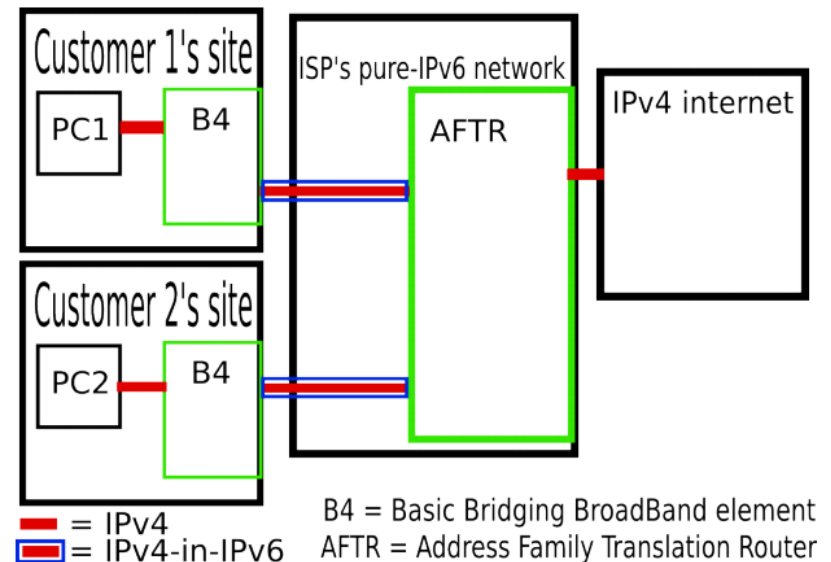 Customer 1's site
PC1
B4
ISP's pure-IPv6 network
AFTR
IPv4 internet
Customer 2's site
PC2
B4
= IPv4
= IPv4-in-IPv6
B4 = Basic Bridging BroadBand element
AFTR = Address Family Translation Router